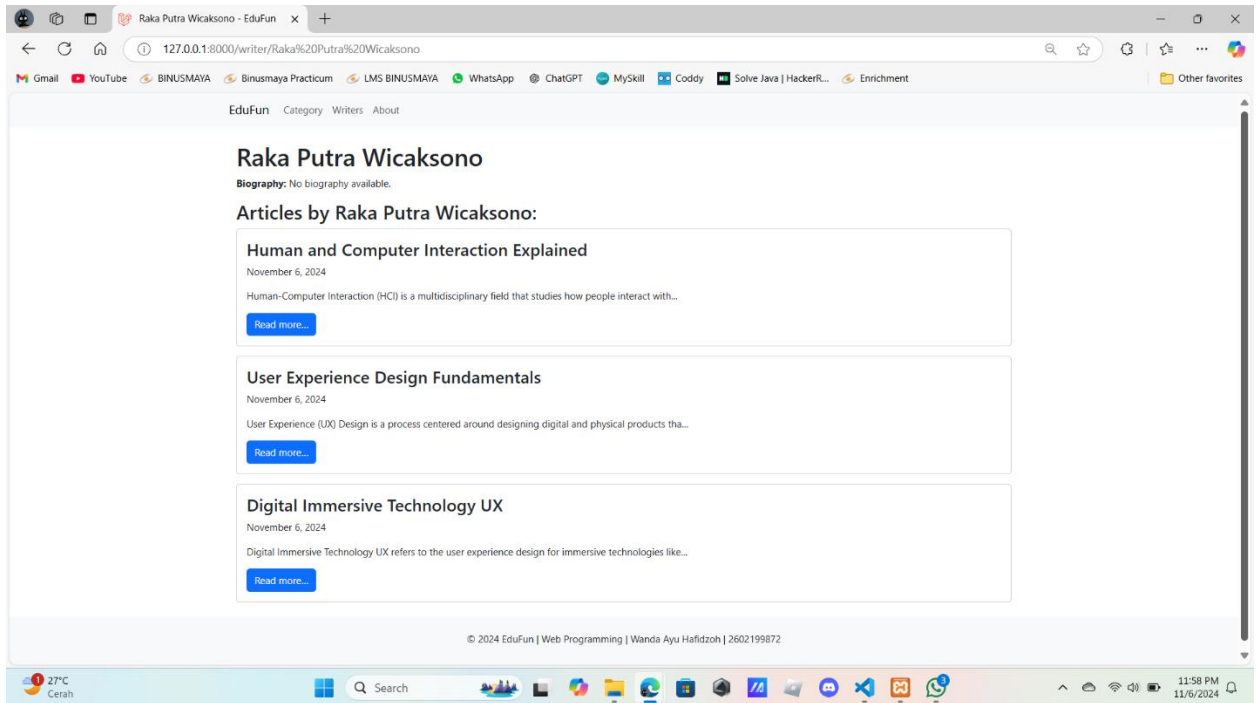 Raka Putra Wicaksono - EduFun
127.0.0.1:8000/writer/Raka%20Putra%20Wicaksono
Gmail YouTube BINUSMAYA Binusmaya Practicum LMS BINUSMAYA WhatsApp ChatGPT MySkill Coddy Solve Java | HackerR... Enrichment Other favorites
EduFun Category Writers About
Raka Putra Wicaksono
Biography: No biography available.
Articles by Raka Putra Wicaksono:
Human and Computer Interaction Explained
November 6, 2024
Human-Computer Interaction (HCI) is a multidisciplinary field that studies how people interact with...
Read more...
User Experience Design Fundamentals
November 6, 2024
User Experience (UX) Design is a process centered around designing digital and physical products tha...
Read more...
Digital Immersive Technology UX
November 6, 2024
Digital Immersive Technology UX refers to the user experience design for immersive technologies like...
Read more...
© 2024 EduFun | Web Programming | Wanda Ayu Hafidzoh | 2602199872
1 27°C
Cerah
Search
3
11:58 PM
11/6/2024